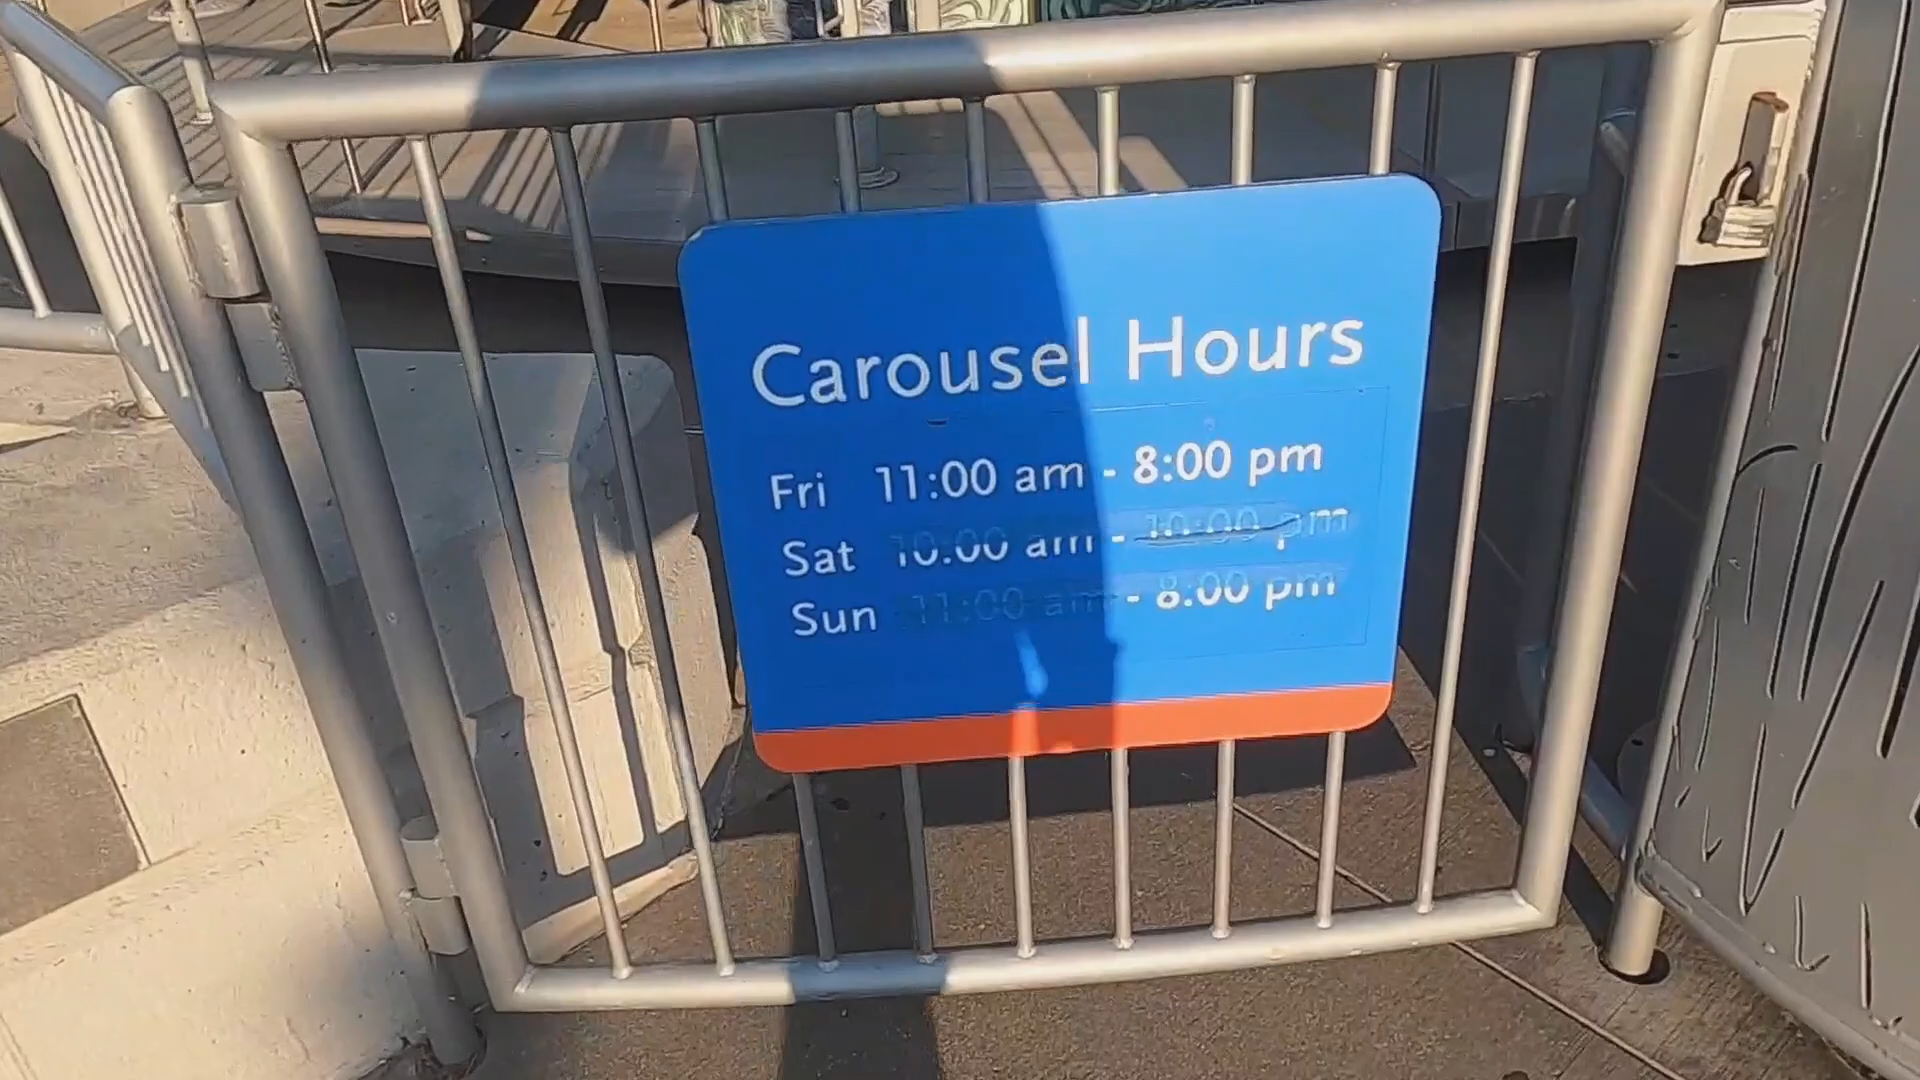 Carousel Hours
Fri 11:00 am - 8:00 pm
Sat 10:00 am - 10:00 pm
Sun 11:00 am - 8:00 pm